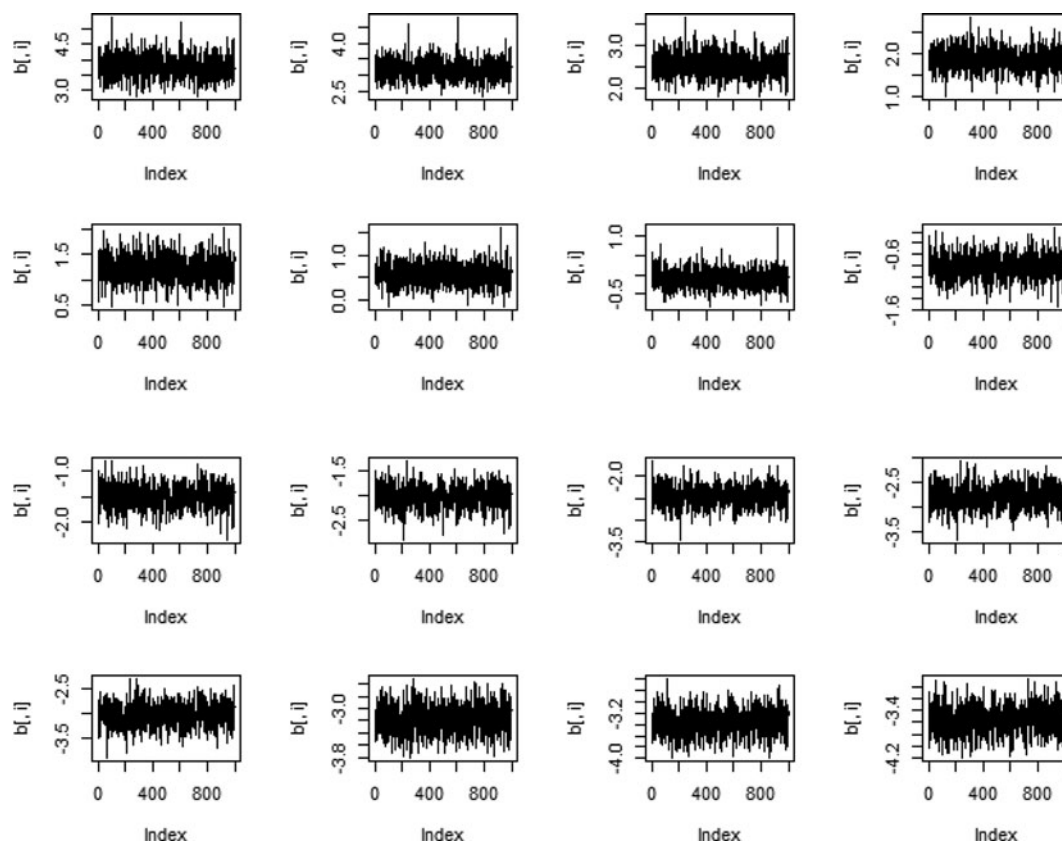 b[, i] 3.0 4.5 b[, i] 2.5 4.0 b[, i] 2.0 3.0 b[, i] 1.0 2.0
0 400 800 0 400 800 0 400 800 0 400 800
Index Index Index Index
b[, i] 0.5 1.5 b[, i] 0.0 1.0 b[, i] -0.5 1.0 b[, i] -1.6 -0.6
0 400 800 0 400 800 0 400 800 0 400 800
Index Index Index Index
b[, i] -2.0 -1.0 b[, i] -2.5 -1.5 b[, i] -3.5 -2.0 b[, i] -3.5 -2.5
0 400 800 0 400 800 0 400 800 0 400 800
Index Index Index Index
b[, i] -3.5 -2.5 b[, i] -3.8 -3.0 b[, i] -4.0 -3.2 b[, i] -4.2 -3.4
0 400 800 0 400 800 0 400 800 0 400 800
Index Index Index Index